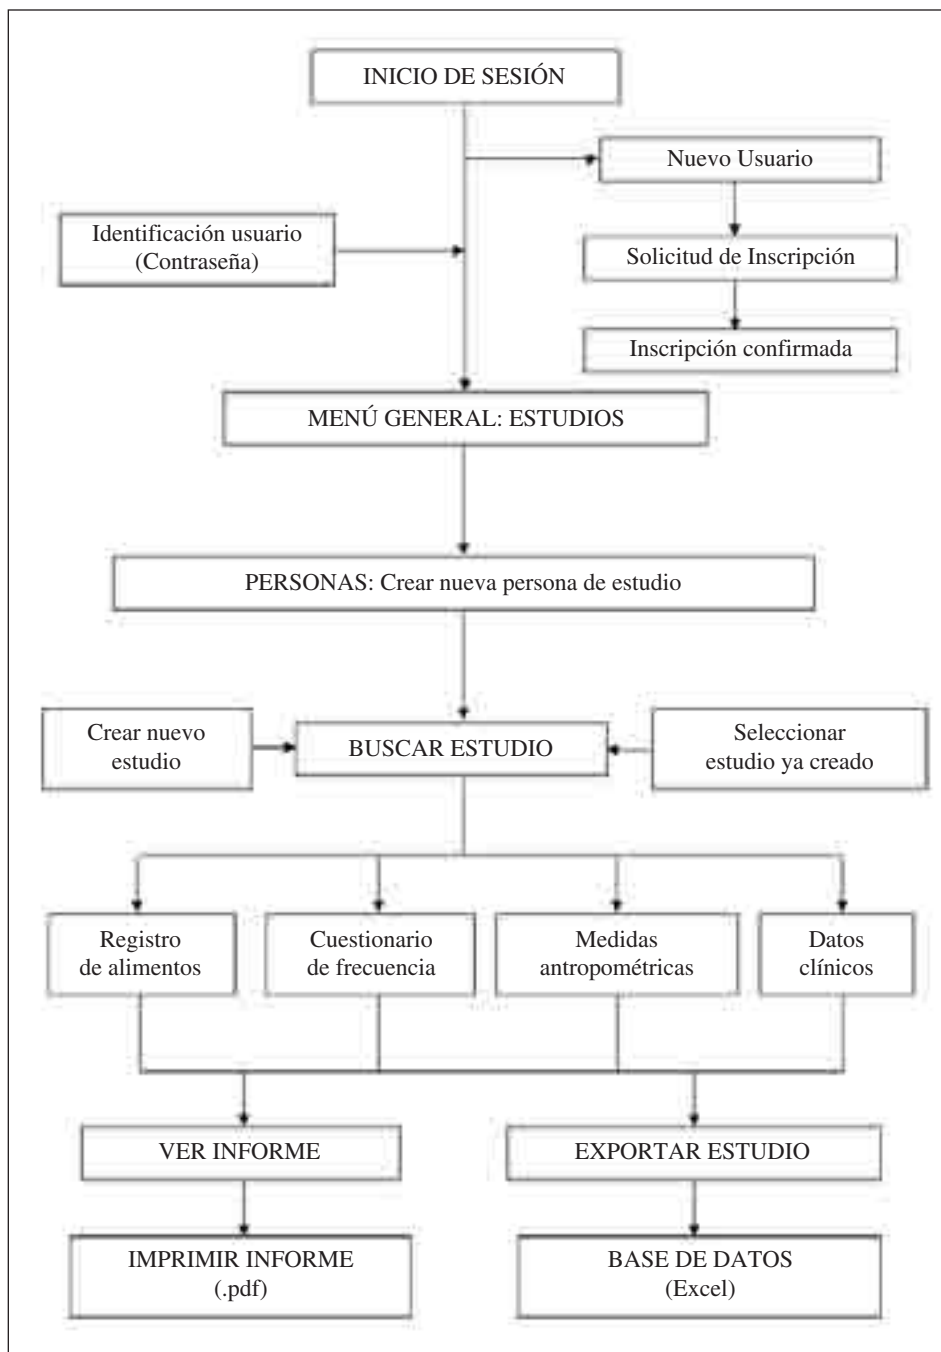 INICIO DE SESIÓN
Nuevo Usuario
Identificación usuario
(Contraseña)
Solicitud de Inscripción
Inscripción confirmada
MENÚ GENERAL: ESTUDIOS
PERSONAS: Crear nueva persona de estudio
Crear nuevo
estudio
BUSCAR ESTUDIO
Seleccionar
estudio ya creado
Registro
de alimentos
Cuestionario
de frecuencia
Medidas
antropométricas
Datos
clínicos
VER INFORME
EXPORTAR ESTUDIO
IMPRIMIR INFORME
(.pdf)
BASE DE DATOS
(Excel)